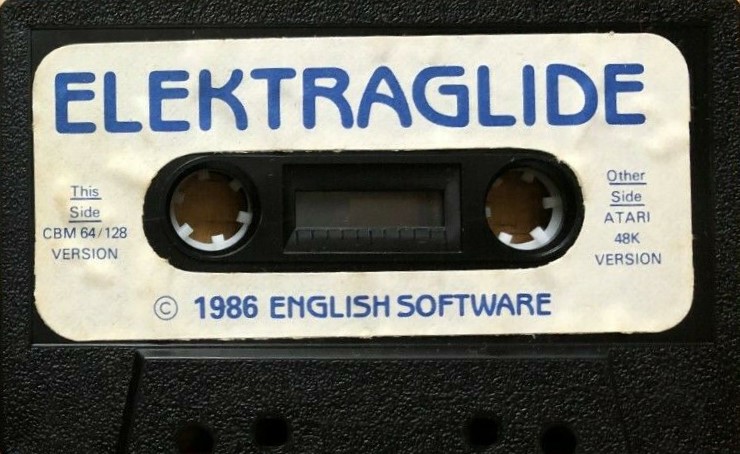 ELEKTRAGLIDE
This
Side
CBM 64/128
VERSION
Other
Side
ATARI
48K
VERSION
© 1986 ENGLISH SOFTWARE